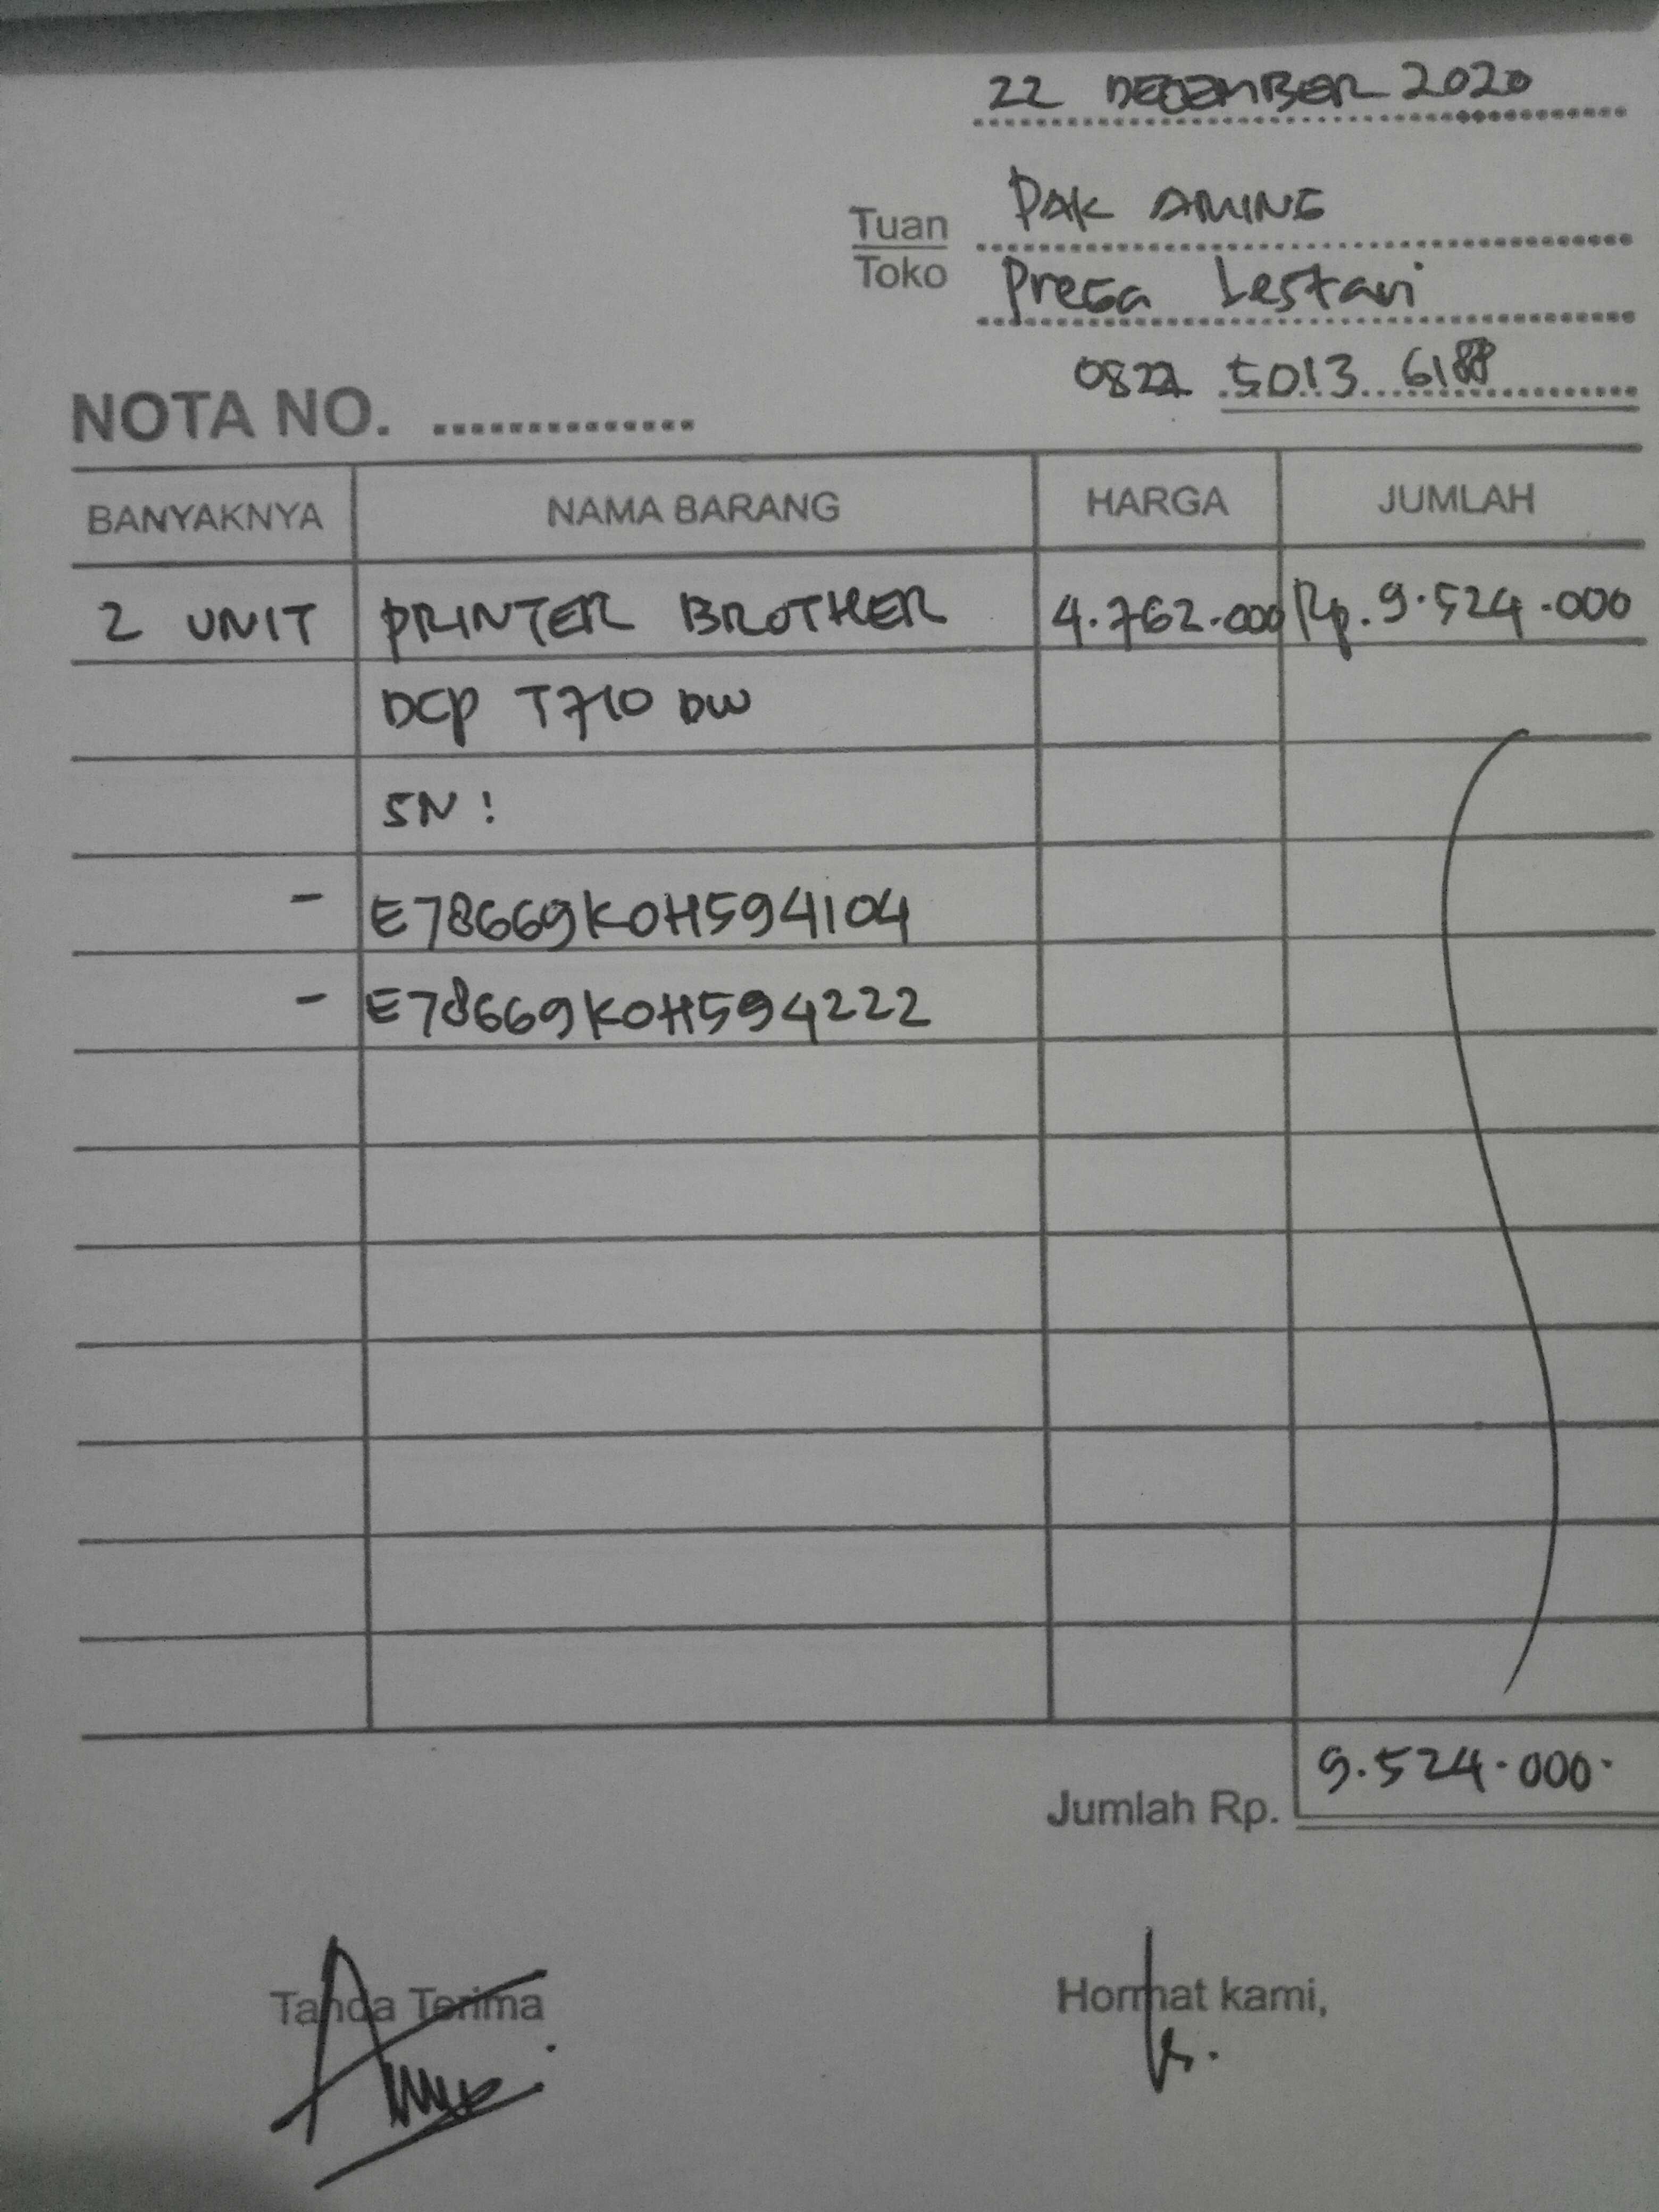 22 DECEMBER 2020
Tuan PAK AMING
Toko Presa Lestari
0822 5013
NOTA NO. ..............
BANYAKNYA NAMA BARANG HARGA JUMLAH
2 UNIT PRINTER BROTHER 4.762.000 Rp. 9.524.000
DCP T710 DW
SN :
- E78669K0H594104
- E78669K0H594222
Jumlah Rp. 9.524.000.
Tanda Terima Hormat kami,